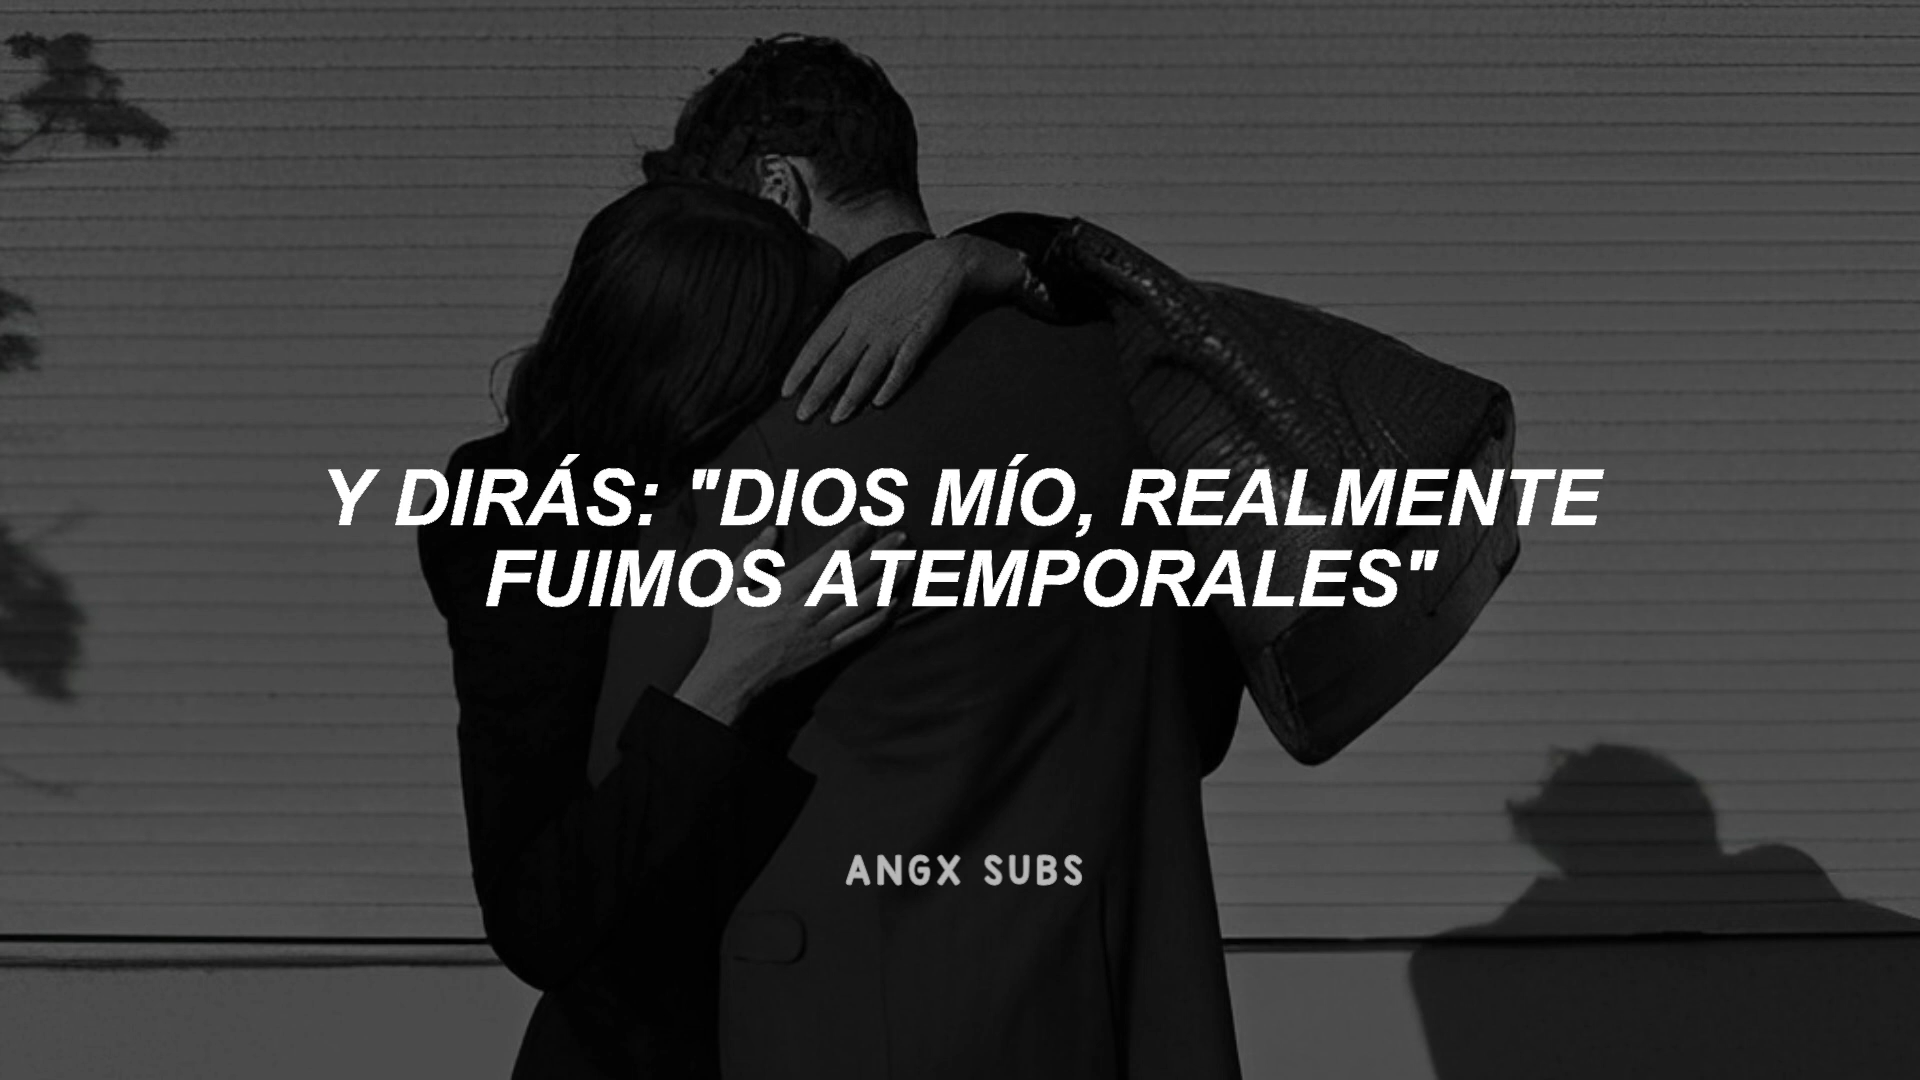 Y DIRÁS: "DIOS MÍO, REALMENTE
FUIMOS ATEMPORALES"
ANGX SUBS